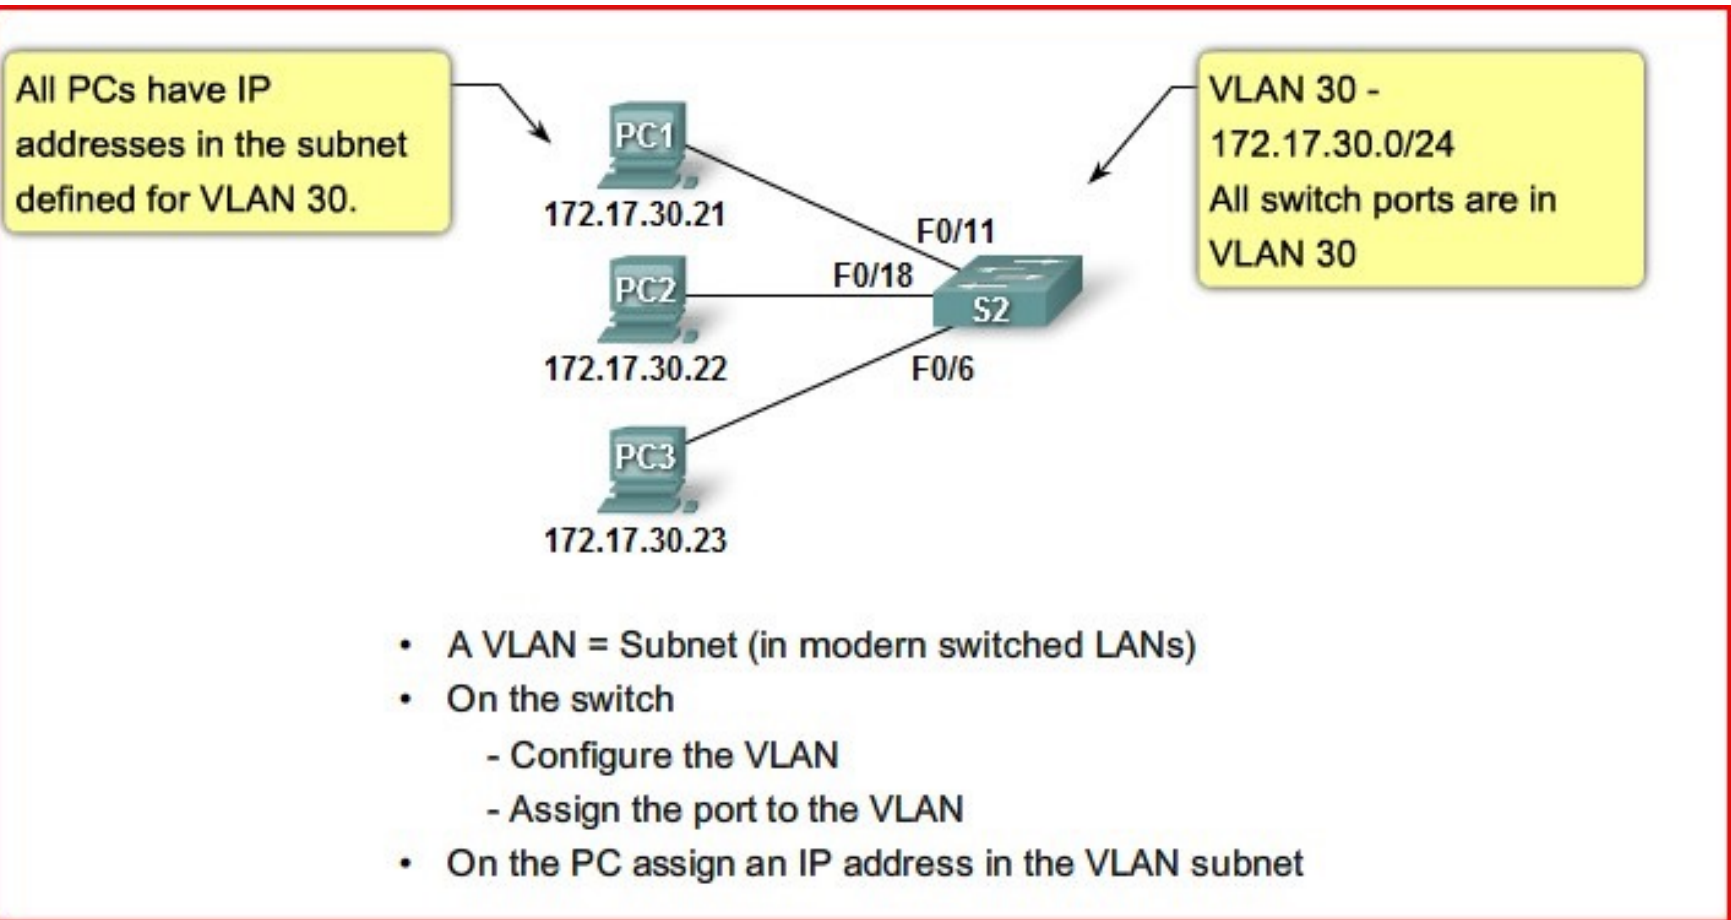 All PCs have IP
addresses in the subnet
defined for VLAN 30.
VLAN 30 -
172.17.30.0/24
All switch ports are in
VLAN 30
PC1
172.17.30.21
F0/11
F0/18
PC2
S2
172.17.30.22
F0/6
PC3
172.17.30.23
• A VLAN = Subnet (in modern switched LANs)
• On the switch
- Configure the VLAN
- Assign the port to the VLAN
• On the PC assign an IP address in the VLAN subnet